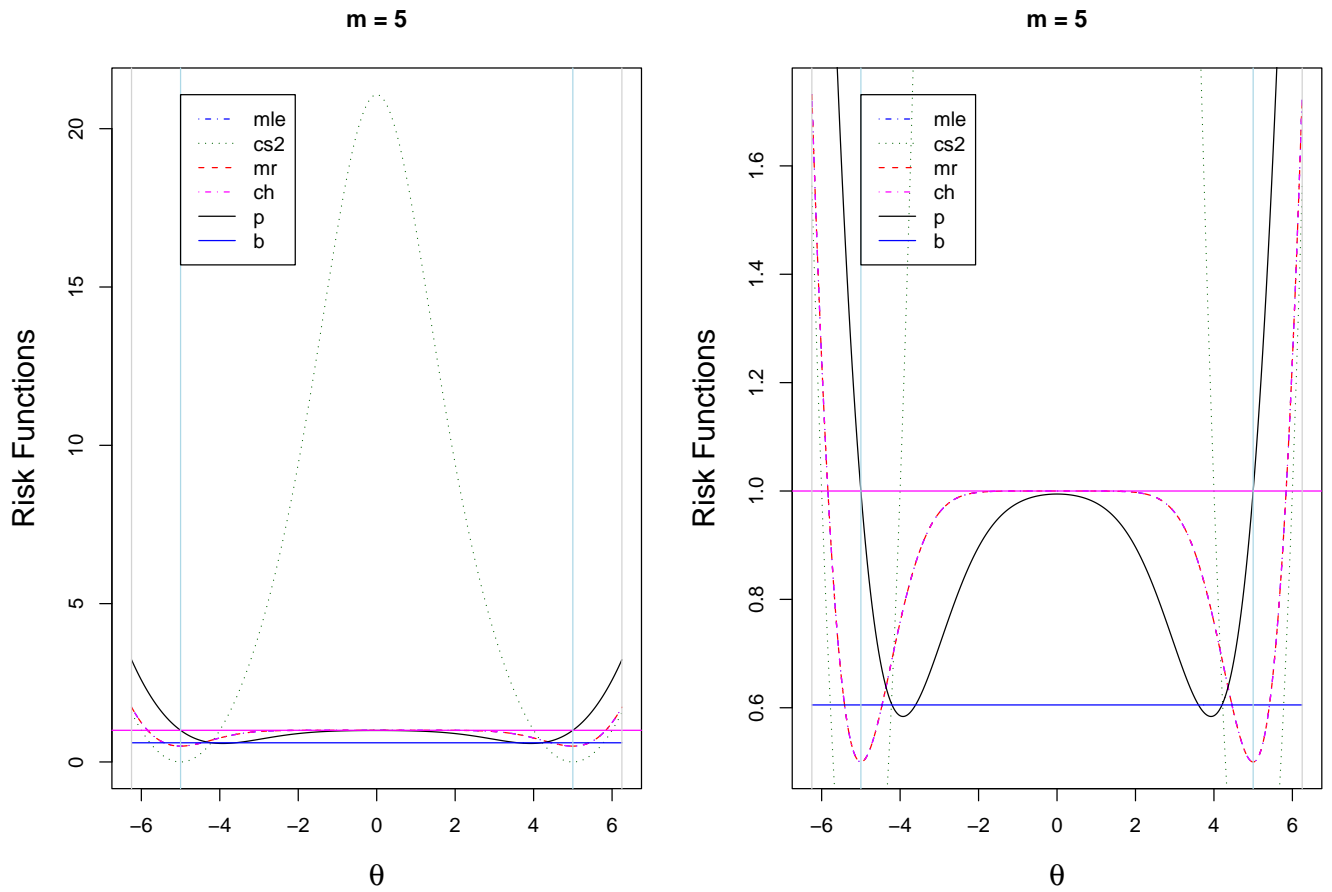 m = 5
Risk Functions
20
15
10
5
0
mle
cs2
mr
ch
p
b
−6 −4 −2 0 2 4 6
θ
m = 5
Risk Functions
1.6
1.4
1.2
1.0
0.8
0.6
mle
cs2
mr
ch
p
b
−6 −4 −2 0 2 4 6
θ